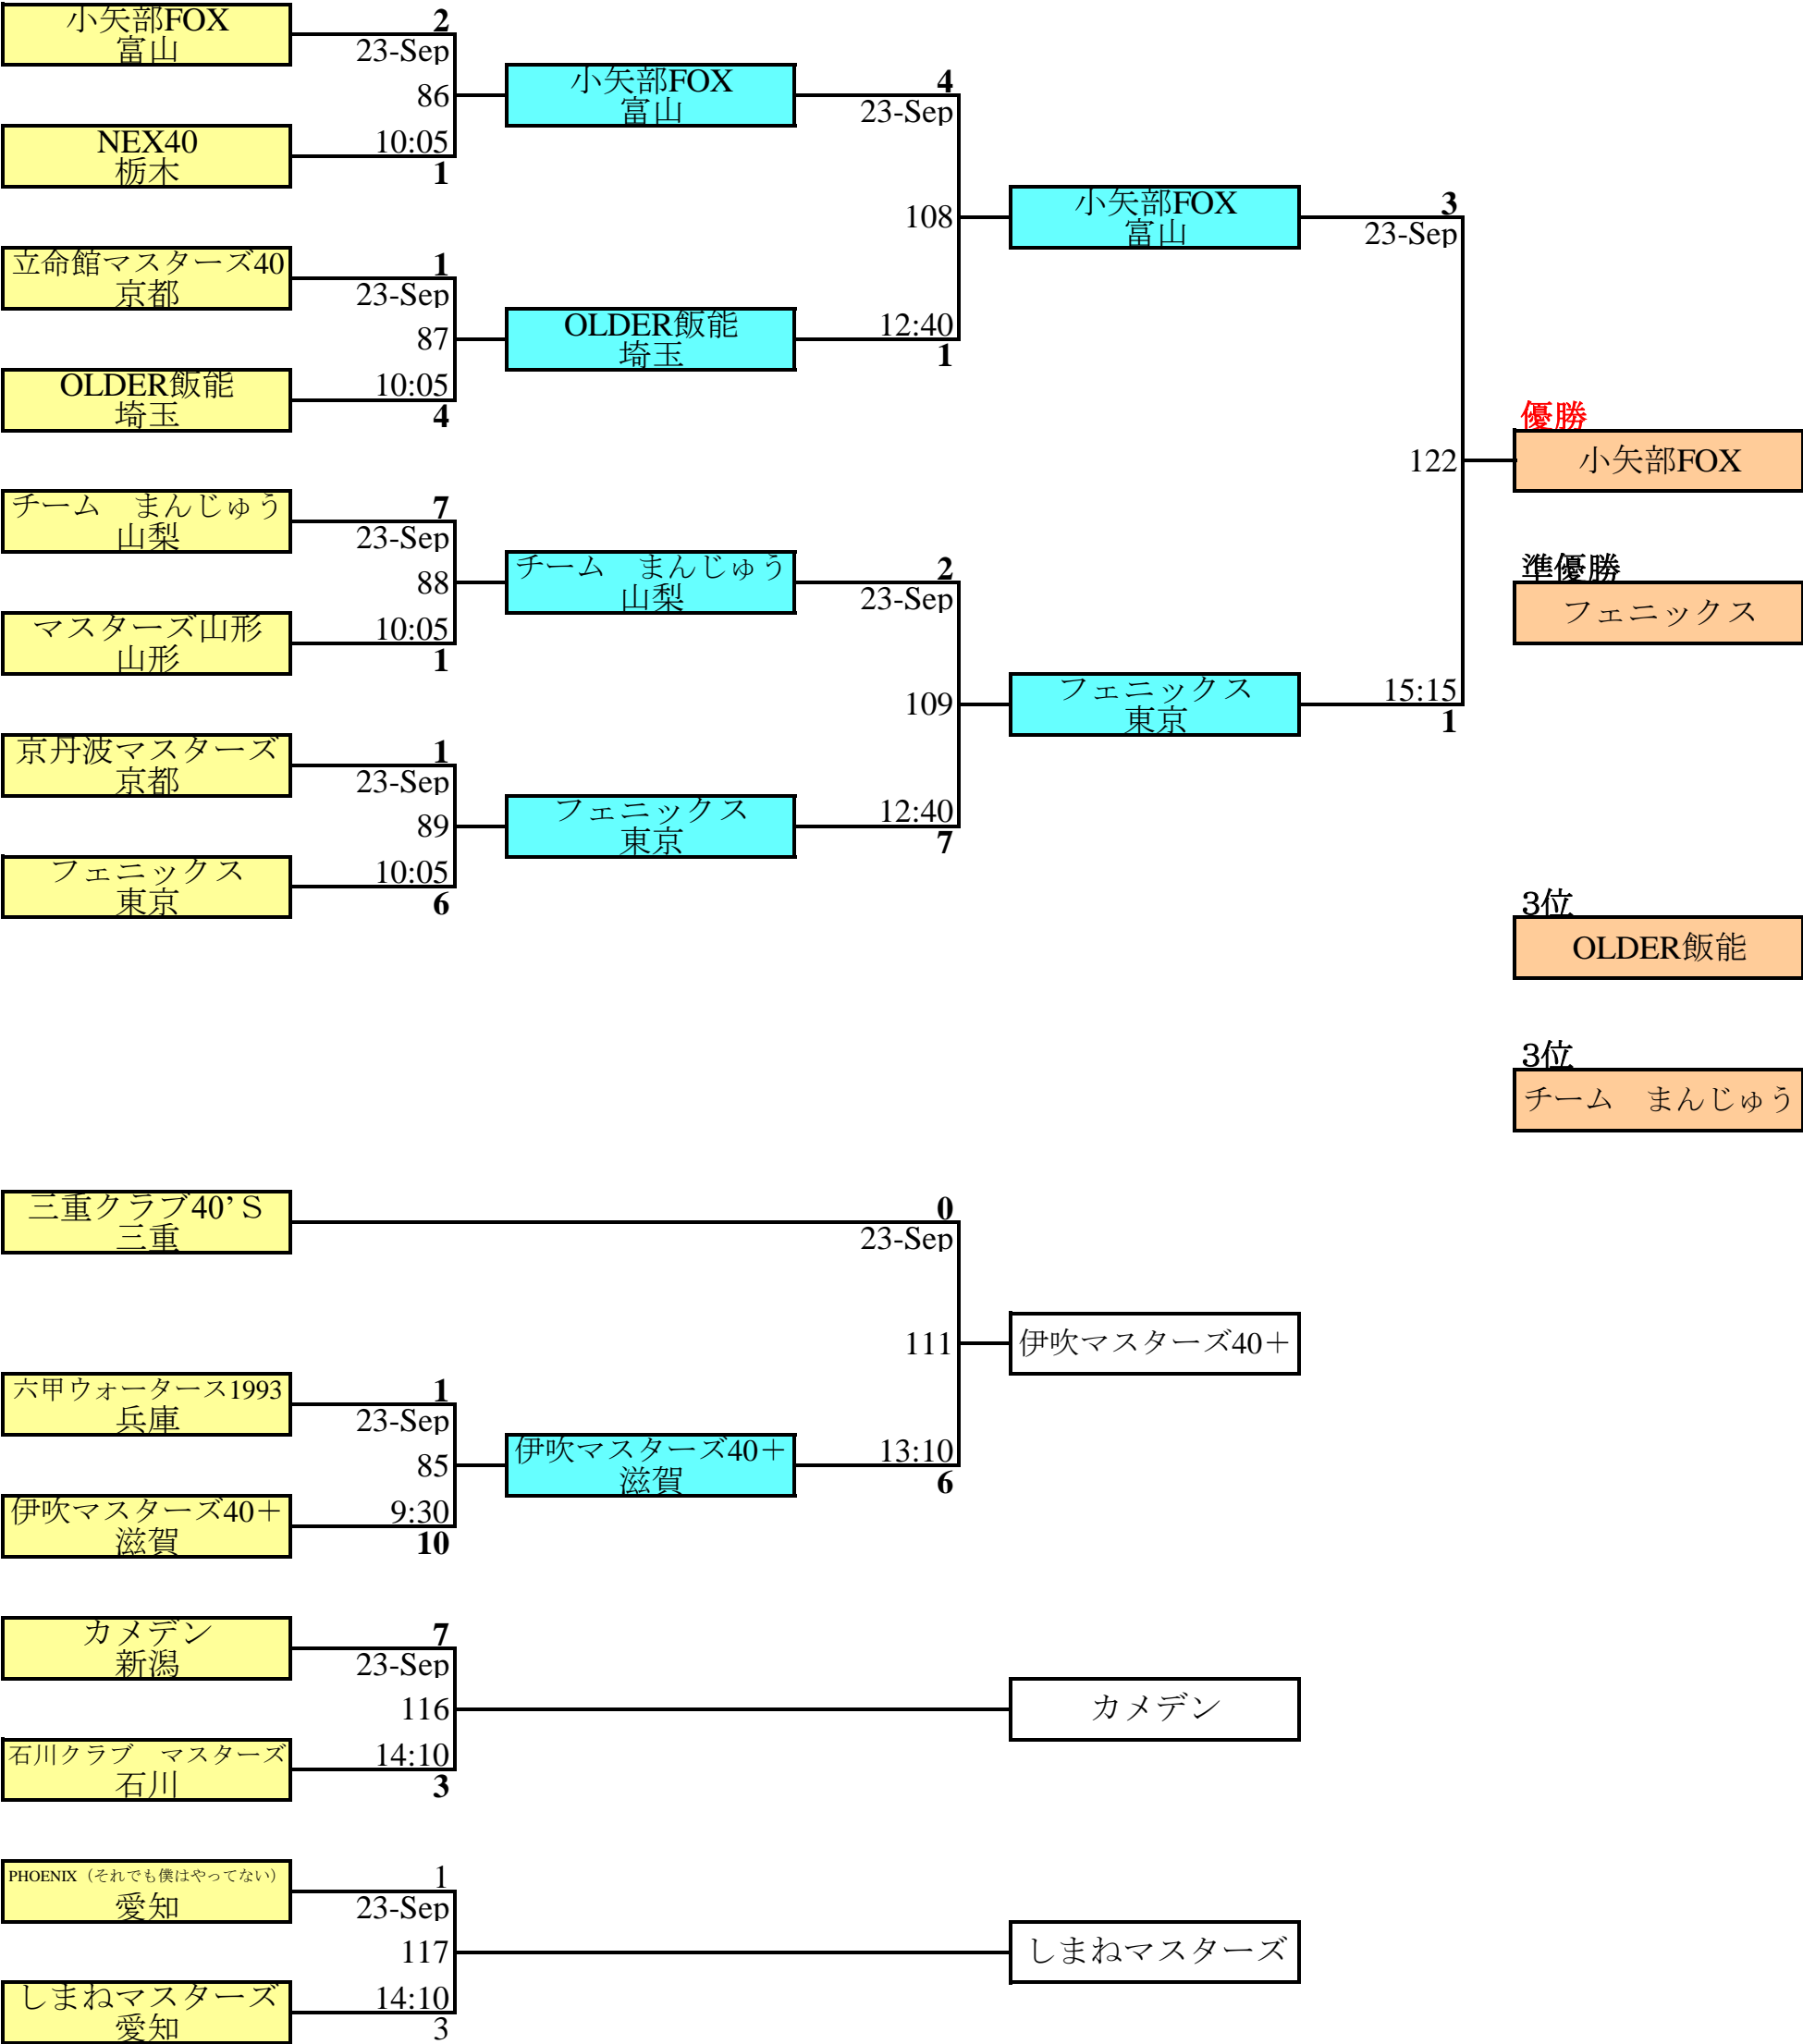 小矢部FOX
富山
2
23-Sep
86
NEX40
栃木
10:05
1
小矢部FOX
富山
4
23-Sep
108
立命館マスターズ40
京都
1
23-Sep
87
OLDER飯能
埼玉
10:05
4
OLDER飯能
埼玉
12:40
1
小矢部FOX
富山
3
23-Sep
122
優勝
小矢部FOX
準優勝
フェニックス
チーム　まんじゅう
山梨
7
23-Sep
88
マスターズ山形
山形
10:05
1
チーム　まんじゅう
山梨
2
23-Sep
109
京丹波マスターズ
京都
1
23-Sep
89
フェニックス
東京
10:05
6
フェニックス
東京
12:40
7
フェニックス
東京
15:15
1
3位
OLDER飯能
3位
チーム　まんじゅう
三重クラブ40’S
三重
0
23-Sep
111
伊吹マスターズ40＋
六甲ウォータース1993
兵庫
1
23-Sep
85
伊吹マスターズ40＋
滋賀
9:30
10
伊吹マスターズ40＋
滋賀
13:10
6
カメデン
新潟
7
23-Sep
116
石川クラブ　マスターズ
石川
14:10
3
カメデン
PHOENIX（それでも僕はやってない）
愛知
1
23-Sep
117
しまねマスターズ
愛知
14:10
3
しまねマスターズ